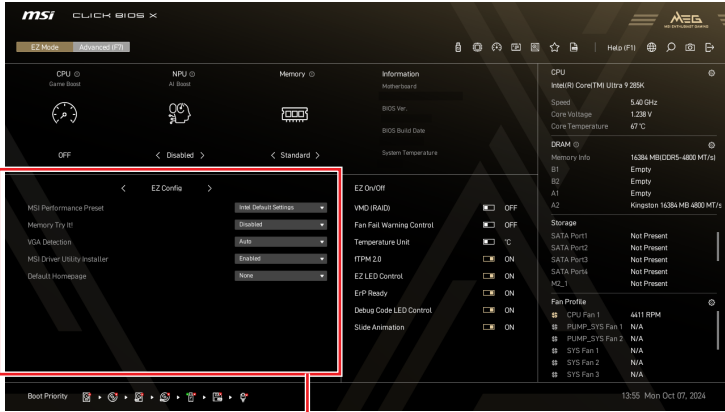 msi CLICK BIOS X
MEG
MSI ENTHUSIAST GAMING
EZ Mode Advanced (F7)
Help (F1)
CPU
Game Boost
OFF
NPU
AI Boost
< Disabled >
Memory
< Standard >
Information
Motherboard
BIOS Ver.
BIOS Build Date
System Temperature
CPU
Intel(R) Core(TM) Ultra 9 285K
Speed 5.40 GHz
Core Voltage 1.238 V
Core Temperature 67 °C
DRAM
Memory Info 16384 MB(DDR5-4800 MT/s)
B1 Empty
B2 Empty
A1 Empty
A2 Kingston 16384 MB 4800 MT/s
Storage
SATA Port1 Not Present
SATA Port2 Not Present
SATA Port3 Not Present
SATA Port4 Not Present
M2_1 Not Present
Fan Profile
CPU Fan 1 4411 RPM
PUMP_SYS Fan 1 N/A
PUMP_SYS Fan 2 N/A
SYS Fan 1 N/A
SYS Fan 2 N/A
SYS Fan 3 N/A
< EZ Config >
MSI Performance Preset Intel Default Settings
Memory Try It! Disabled
VGA Detection Auto
MSI Driver Utility Installer Enabled
Default Homepage None
EZ On/Off
VMD (RAID) OFF
Fan Fail Warning Control OFF
Temperature Unit °C
fTPM 2.0 ON
EZ LED Control ON
ErP Ready ON
Debug Code LED Control ON
Slide Animation ON
Boot Priority
13:55 Mon Oct 07, 2024